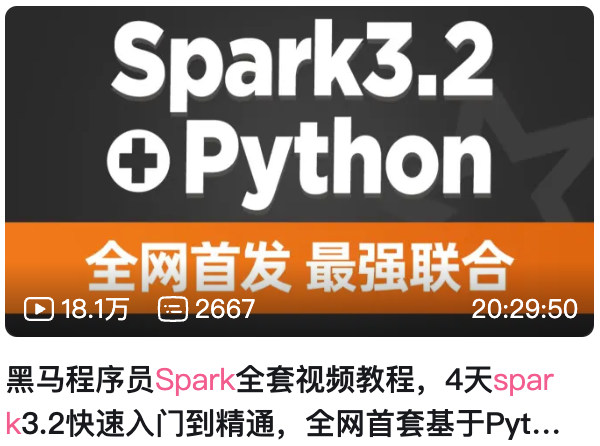 Spark3.2
+Python
全网首发 最强联合
18.1万 2667 20:29:50
黑马程序员Spark全套视频教程，4天spar
k3.2快速入门到精通，全网首套基于Pyt...